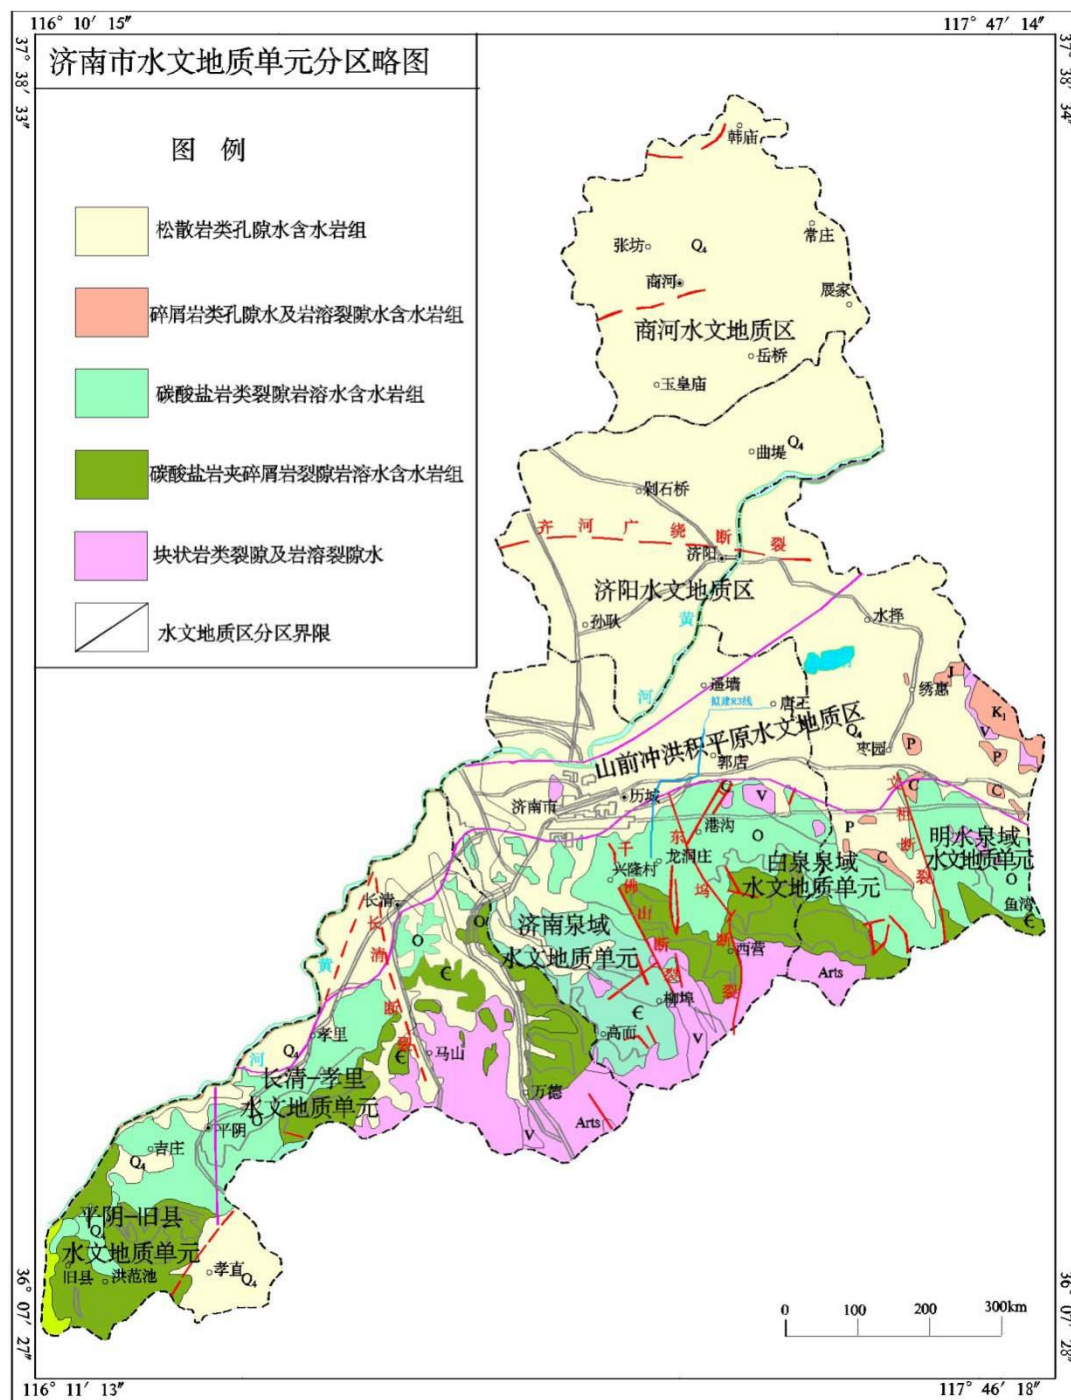 116° 10′ 15″
117° 47′ 14″
37° 38′ 33″
37° 38′ 34″
济南市水文地质单元分区略图
图 例
松散岩类孔隙水含水岩组
碎屑岩类孔隙水及岩溶裂隙水含水岩组
碳酸盐岩类裂隙岩溶水含水岩组
碳酸盐岩夹碎屑岩裂隙岩溶水含水岩组
块状岩类裂隙及岩溶裂隙水
水文地质区分区界限
韩庙
常庄
张坊
Q4
商河
展家
商河水文地质区
岳桥
玉皇庙
曲堤
Q4
剁石桥
齐河广绕断裂
济阳
济阳水文地质区
孙耿
黄
河
水择
遥墙
拟建R3线
唐王
绣惠
J
K1
V
山前冲洪积平原水文地质区
Q4
枣园
P
P
郭店
济南市
历城
C
V
C
C
文祖断裂
港沟
O
P
C
明水泉域
水文地质单元
O
鱼湾
Є
千佛山断裂
东坞断裂
龙洞庄
兴隆村
白泉泉域
水文地质单元
长清
长清断裂
O
O
济南泉域
水文地质单元
西营
Arts
黄
河
Є
柳埠
Є
高而
V
孝里
Q4
Є
马山
长清-孝里
水文地质单元
O
万德
V
Arts
平阴
吉庄
Q4
平阴-旧县
Q
水文地质单元
旧县
洪范池
孝直
Q4
0 100 200 300km
36° 07′ 27″
36° 07′ 28″
116° 11′ 13″
117° 46′ 18″